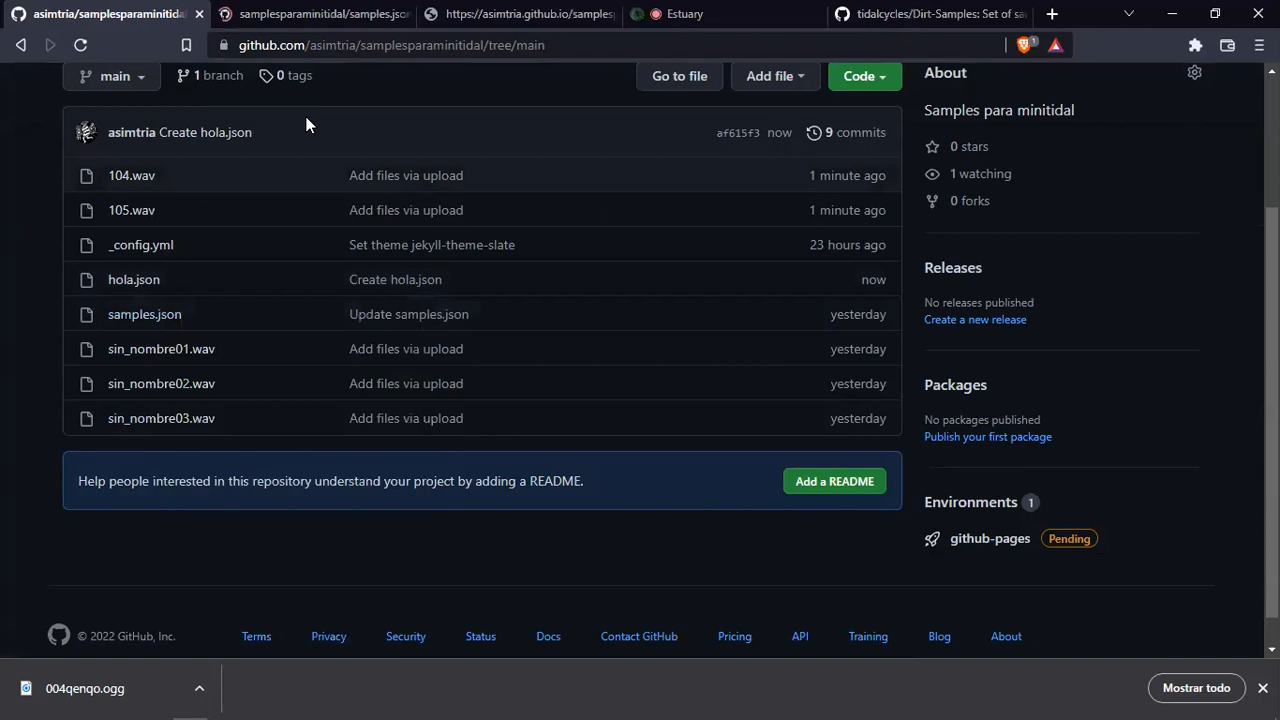 asimtria/samplesparaminitidal
samplesparaminitidal/samples.json
https://asimtria.github.io/samples
Estuary
tidalcycles/Dirt-Samples: Set of sa
github.com/asimtria/samplesparaminitidal/tree/main
1
main
1 branch
0 tags
Go to file
Add file
Code
asimtria Create hola.json
af615f3 now
9 commits
104.wav Add files via upload 1 minute ago
105.wav Add files via upload 1 minute ago
_config.yml Set theme jekyll-theme-slate 23 hours ago
hola.json Create hola.json now
samples.json Update samples.json yesterday
sin_nombre01.wav Add files via upload yesterday
sin_nombre02.wav Add files via upload yesterday
sin_nombre03.wav Add files via upload yesterday
Help people interested in this repository understand your project by adding a README.
Add a README
About
Samples para minitidal
0 stars
1 watching
0 forks
Releases
No releases published
Create a new release
Packages
No packages published
Publish your first package
Environments 1
github-pages Pending
© 2022 GitHub, Inc.
Terms
Privacy
Security
Status
Docs
Contact GitHub
Pricing
API
Training
Blog
About
004qenqo.ogg
Mostrar todo